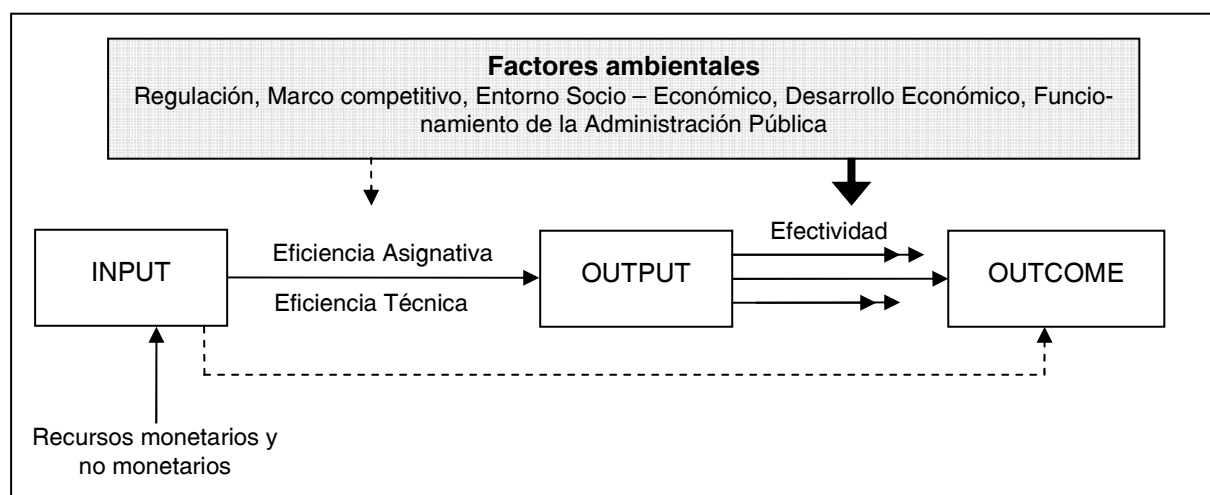 Factores ambientales
Regulación, Marco competitivo, Entorno Socio – Económico, Desarrollo Económico, Funcio-
namiento de la Administración Pública
Efectividad
INPUT
Eficiencia Asignativa
OUTPUT
OUTCOME
Eficiencia Técnica
Recursos monetarios y
no monetarios